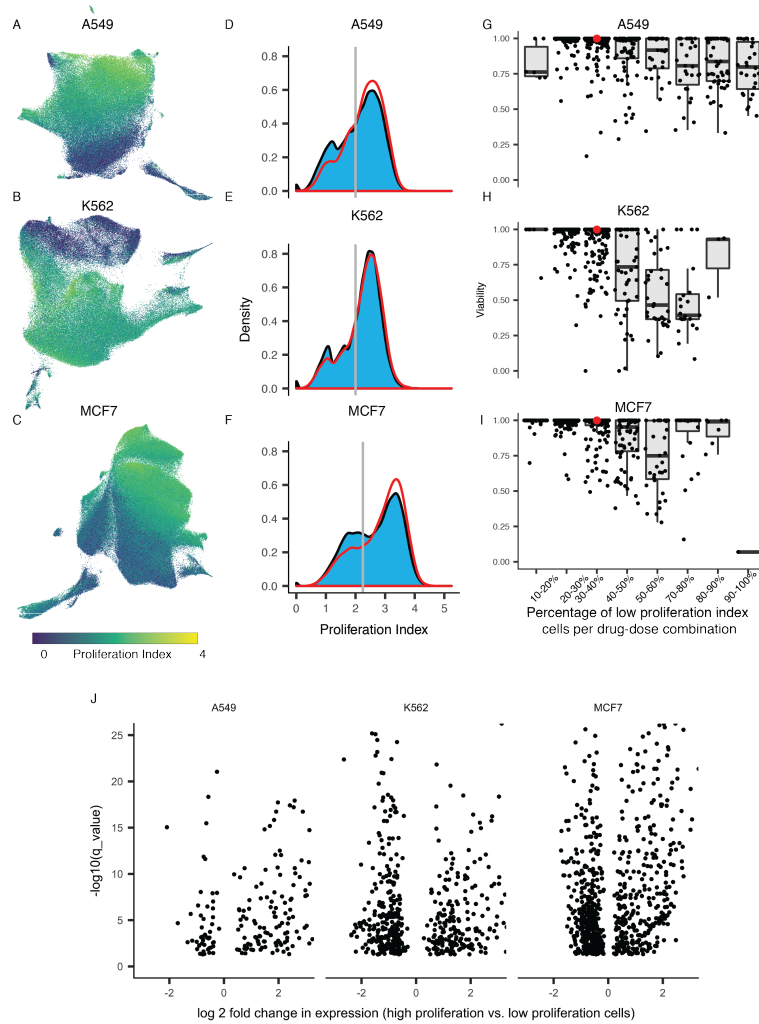 A
A549
B
K562
C
MCF7
0 Proliferation Index 4
D
A549
0.8
0.6
0.4
0.2
0.0
E
K562
0.8
0.6
0.4
0.2
0.0
Density
F
MCF7
0.8
0.6
0.4
0.2
0.0
0 1 2 3 4 5
Proliferation Index
G
A549
1.00
0.75
0.50
0.25
0.00
H
K562
1.00
0.75
0.50
0.25
0.00
Viability
I
MCF7
1.00
0.75
0.50
0.25
0.00
10-20% 20-30% 30-40% 40-50% 50-60% 70-80% 80-90% 90-100%
Percentage of low proliferation index
cells per drug-dose combination
J
A549 K562 MCF7
25
20
15
10
5
0
-log10(q_value)
-2 0 2 -2 0 2 -2 0 2
log 2 fold change in expression (high proliferation vs. low proliferation cells)